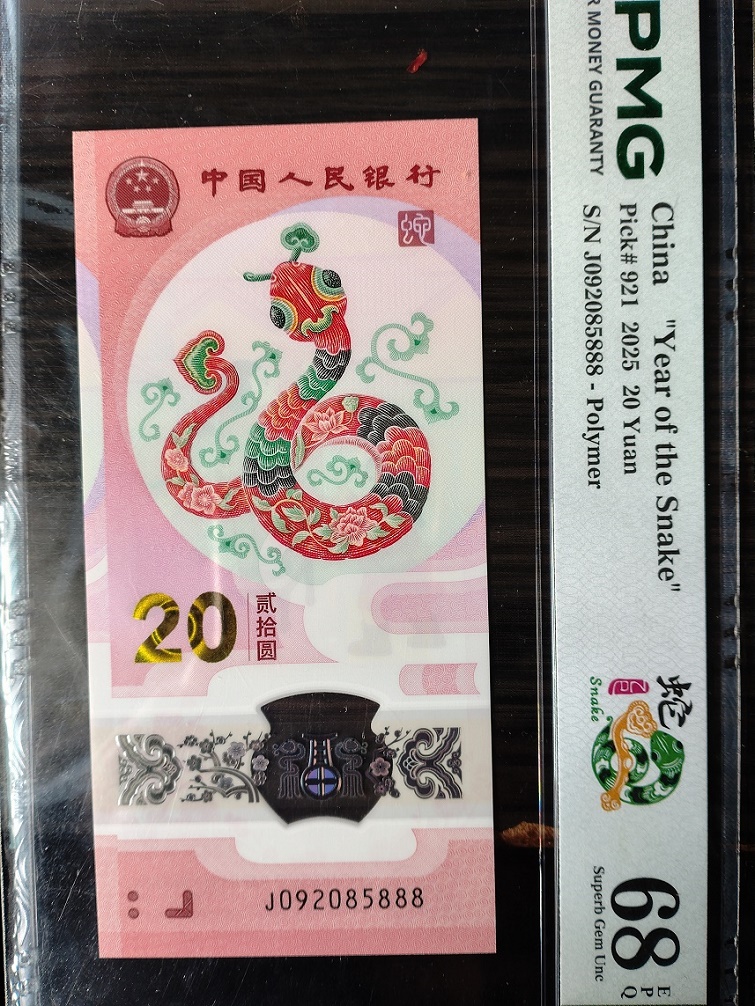 中国人民银行
蛇
20
贰拾圆
J092085888
PMG
R MONEY GUARANTY
China "Year of the Snake"
Pick# 921 2025 20 Yuan
S/N J092085888 - Polymer
蛇
Snake
68
EPQ
Superb Gem Unc